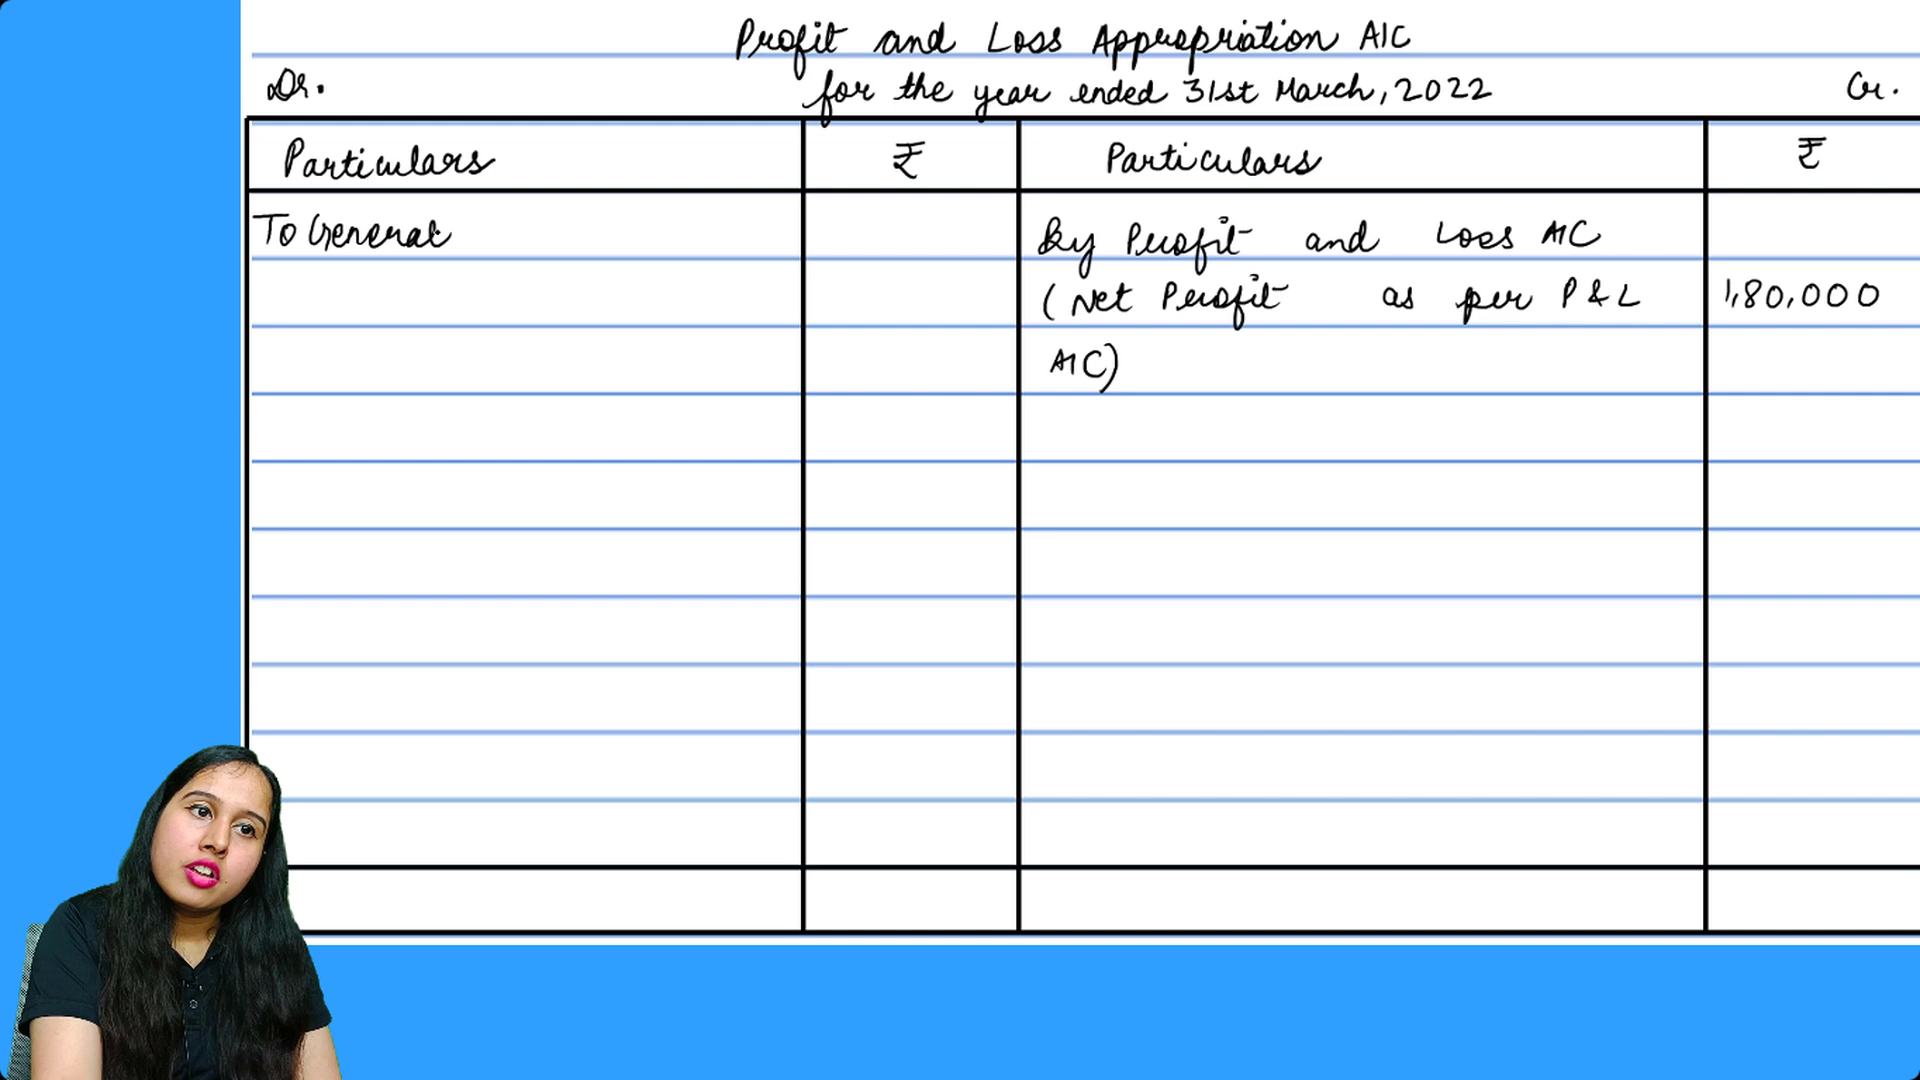 Profit and Loss Appropriation A/C
Dr. for the year ended 31st March, 2022 Cr.
Particulars ₹ Particulars ₹
To General By Profit and Loss A/C
(Net Profit as per P & L 1,80,000
A/C)